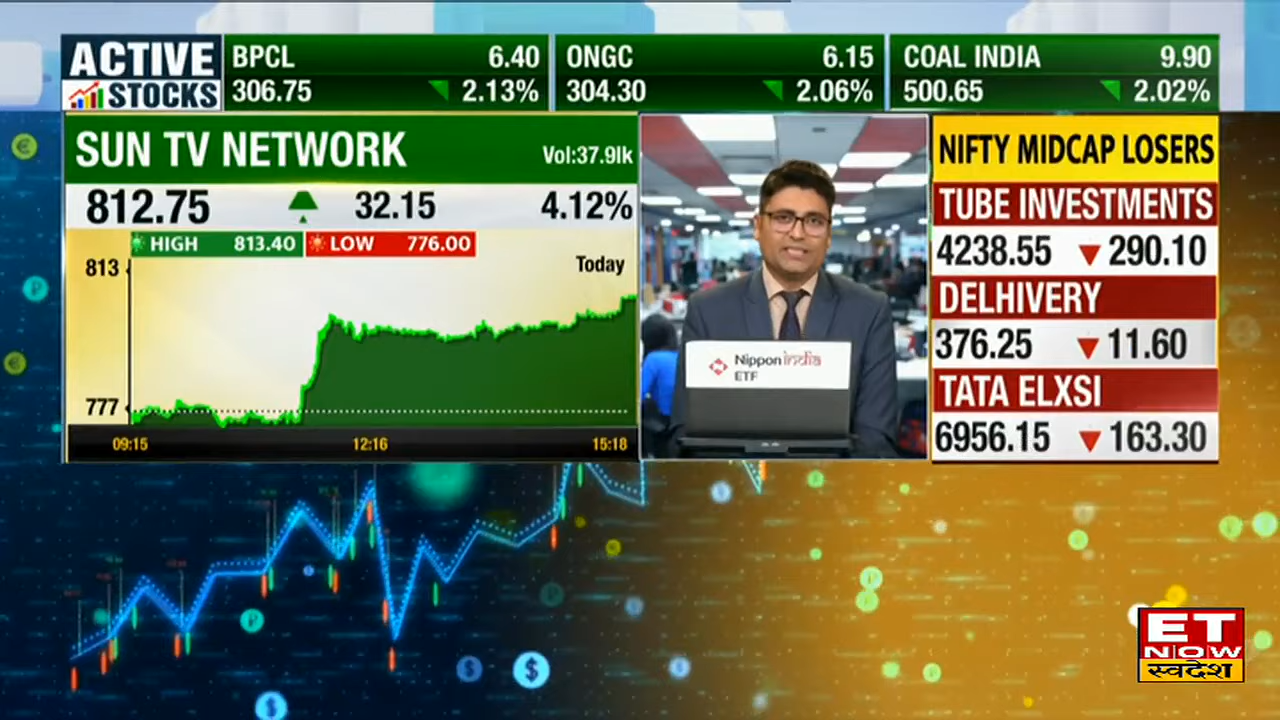 ACTIVE
STOCKS
BPCL 6.40
306.75 2.13%
ONGC 6.15
304.30 2.06%
COAL INDIA 9.90
500.65 2.02%
SUN TV NETWORK Vol:37.9lk
812.75 32.15 4.12%
HIGH 813.40 LOW 776.00
Today
813
777
09:15 12:16 15:18
Nippon india
ETF
NIFTY MIDCAP LOSERS
TUBE INVESTMENTS
4238.55 290.10
DELHIVERY
376.25 11.60
TATA ELXSI
6956.15 163.30
ET
NOW
स्वदेश